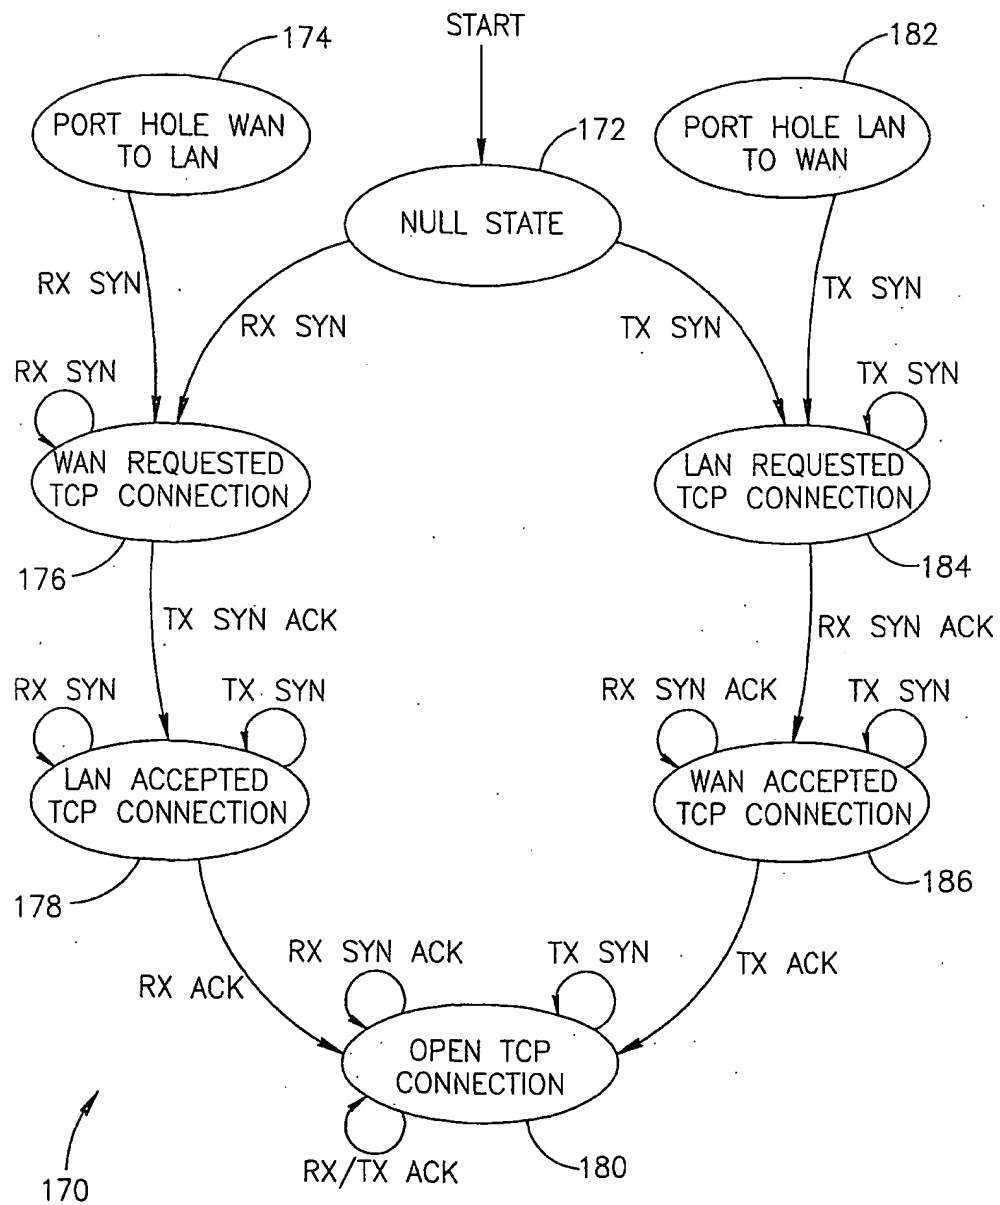 START
174
182
PORT HOLE WAN
TO LAN
172
PORT HOLE LAN
TO WAN
NULL STATE
RX SYN
RX SYN
TX SYN
TX SYN
RX SYN
TX SYN
WAN REQUESTED
TCP CONNECTION
LAN REQUESTED
TCP CONNECTION
176
184
TX SYN ACK
RX SYN ACK
RX SYN
TX SYN
RX SYN ACK
TX SYN
LAN ACCEPTED
TCP CONNECTION
WAN ACCEPTED
TCP CONNECTION
178
186
RX ACK
RX SYN ACK
TX SYN
TX ACK
OPEN TCP
CONNECTION
RX/TX ACK
180
170